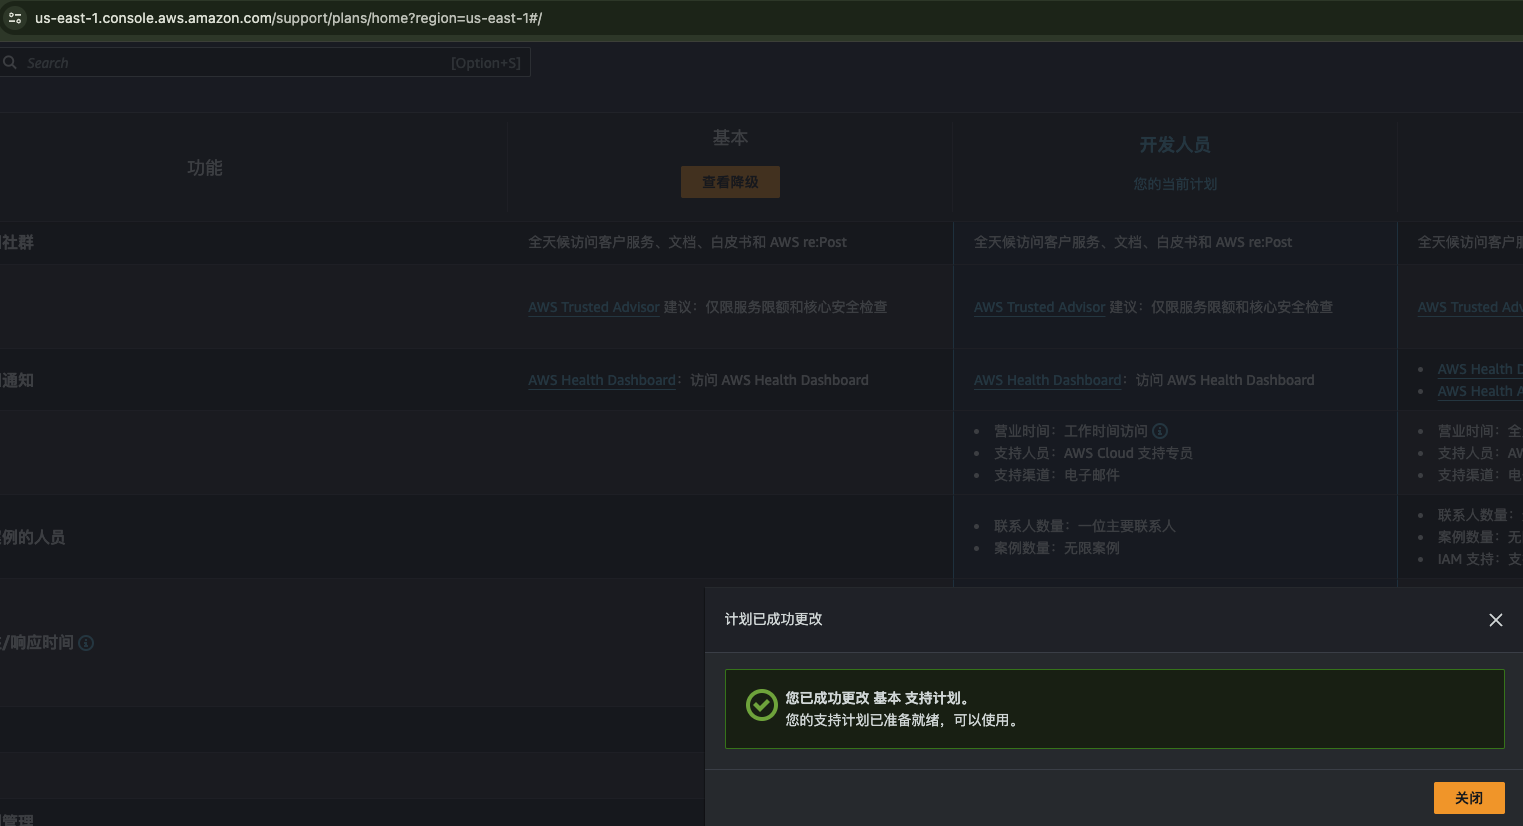 us-east-1.console.aws.amazon.com/support/plans/home?region=us-east-1#/
Search
[Option+S]
功能
基本
查看降级
开发人员
您的当前计划
社群
全天候访问客户服务、文档、白皮书和 AWS re:Post
全天候访问客户服务、文档、白皮书和 AWS re:Post
全天候访问客户
AWS Trusted Advisor 建议：仅限服务限额和核心安全检查
AWS Trusted Advisor 建议：仅限服务限额和核心安全检查
AWS Trusted Adv
通知
AWS Health Dashboard：访问 AWS Health Dashboard
AWS Health Dashboard：访问 AWS Health Dashboard
• AWS Health D
• AWS Health A
• 营业时间：工作时间访问
• 支持人员：AWS Cloud 支持专员
• 支持渠道：电子邮件
• 营业时间：全
• 支持人员：AW
• 支持渠道：电
例的人员
• 联系人数量：一位主要联系人
• 案例数量：无限案例
• 联系人数量：
• 案例数量：无
• IAM 支持：支
/响应时间
管理
计划已成功更改
您已成功更改 基本 支持计划。
您的支持计划已准备就绪，可以使用。
关闭